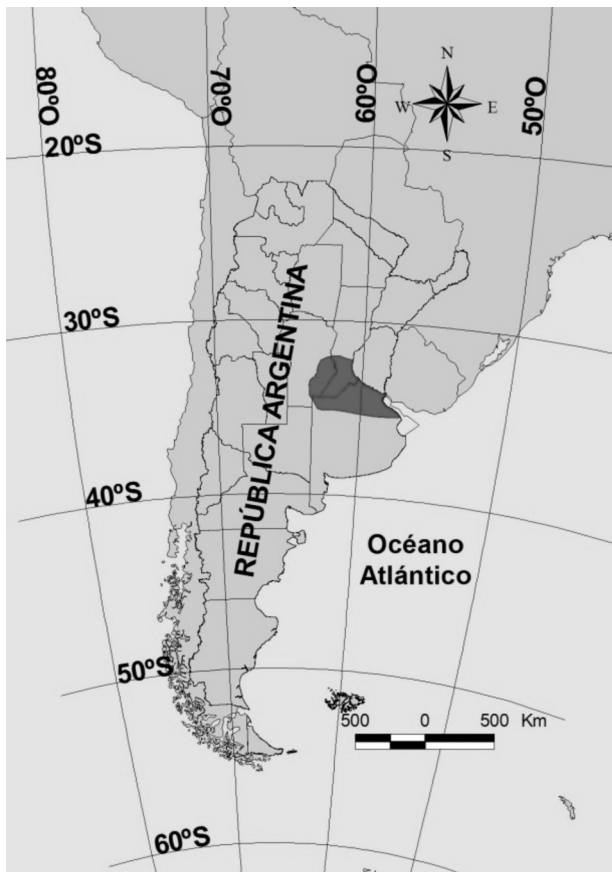 80ºO
70ºO
60ºO
50ºO
N
W E
S
20ºS
30ºS
REPÚBLICA ARGENTINA
40ºS
Océano
Atlántico
50ºS
500 0 500 Km
60ºS